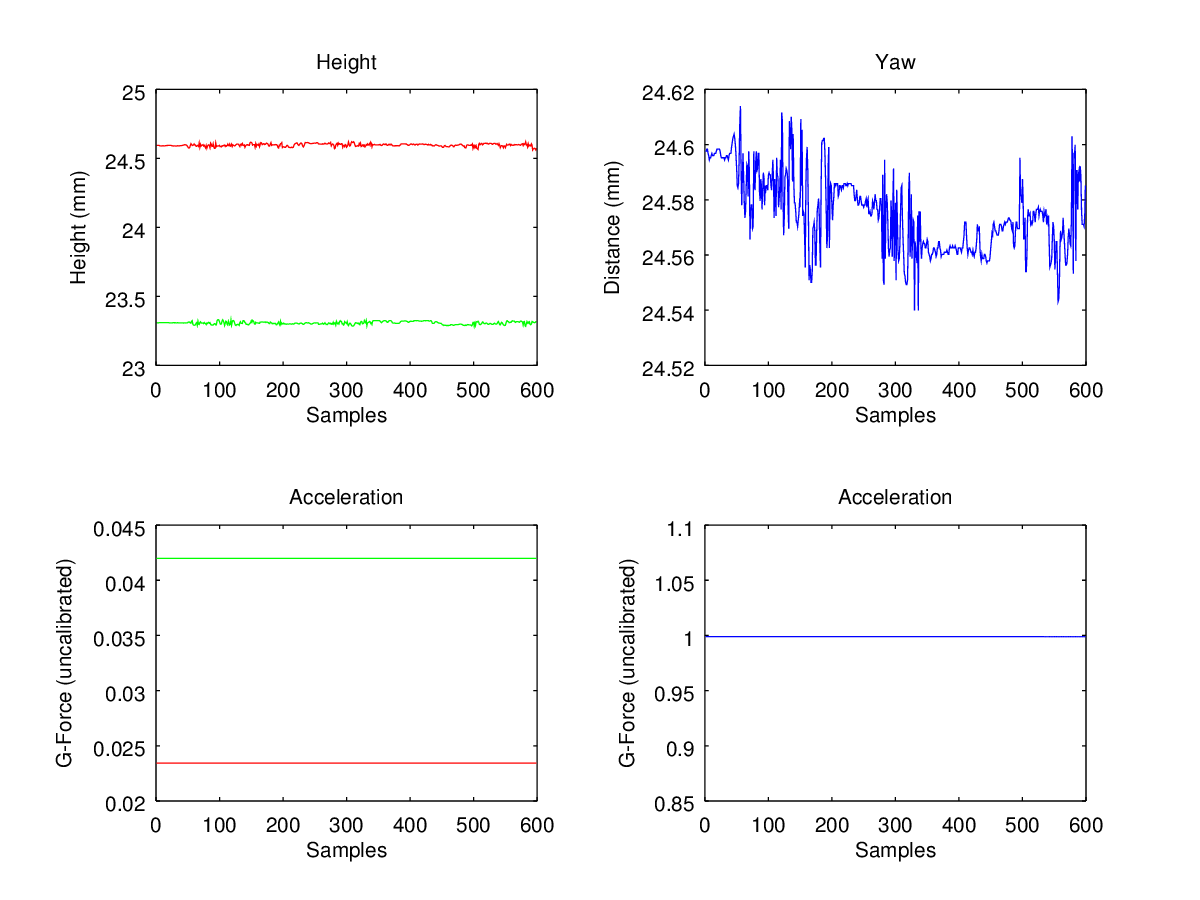 Height
25
24.5
24
23.5
23
Height (mm)
0 100 200 300 400 500 600
Samples
Yaw
24.62
24.6
24.58
24.56
24.54
24.52
Distance (mm)
0 100 200 300 400 500 600
Samples
Acceleration
0.045
0.04
0.035
0.03
0.025
0.02
G-Force (uncalibrated)
0 100 200 300 400 500 600
Samples
Acceleration
1.1
1.05
1
0.95
0.9
0.85
G-Force (uncalibrated)
0 100 200 300 400 500 600
Samples